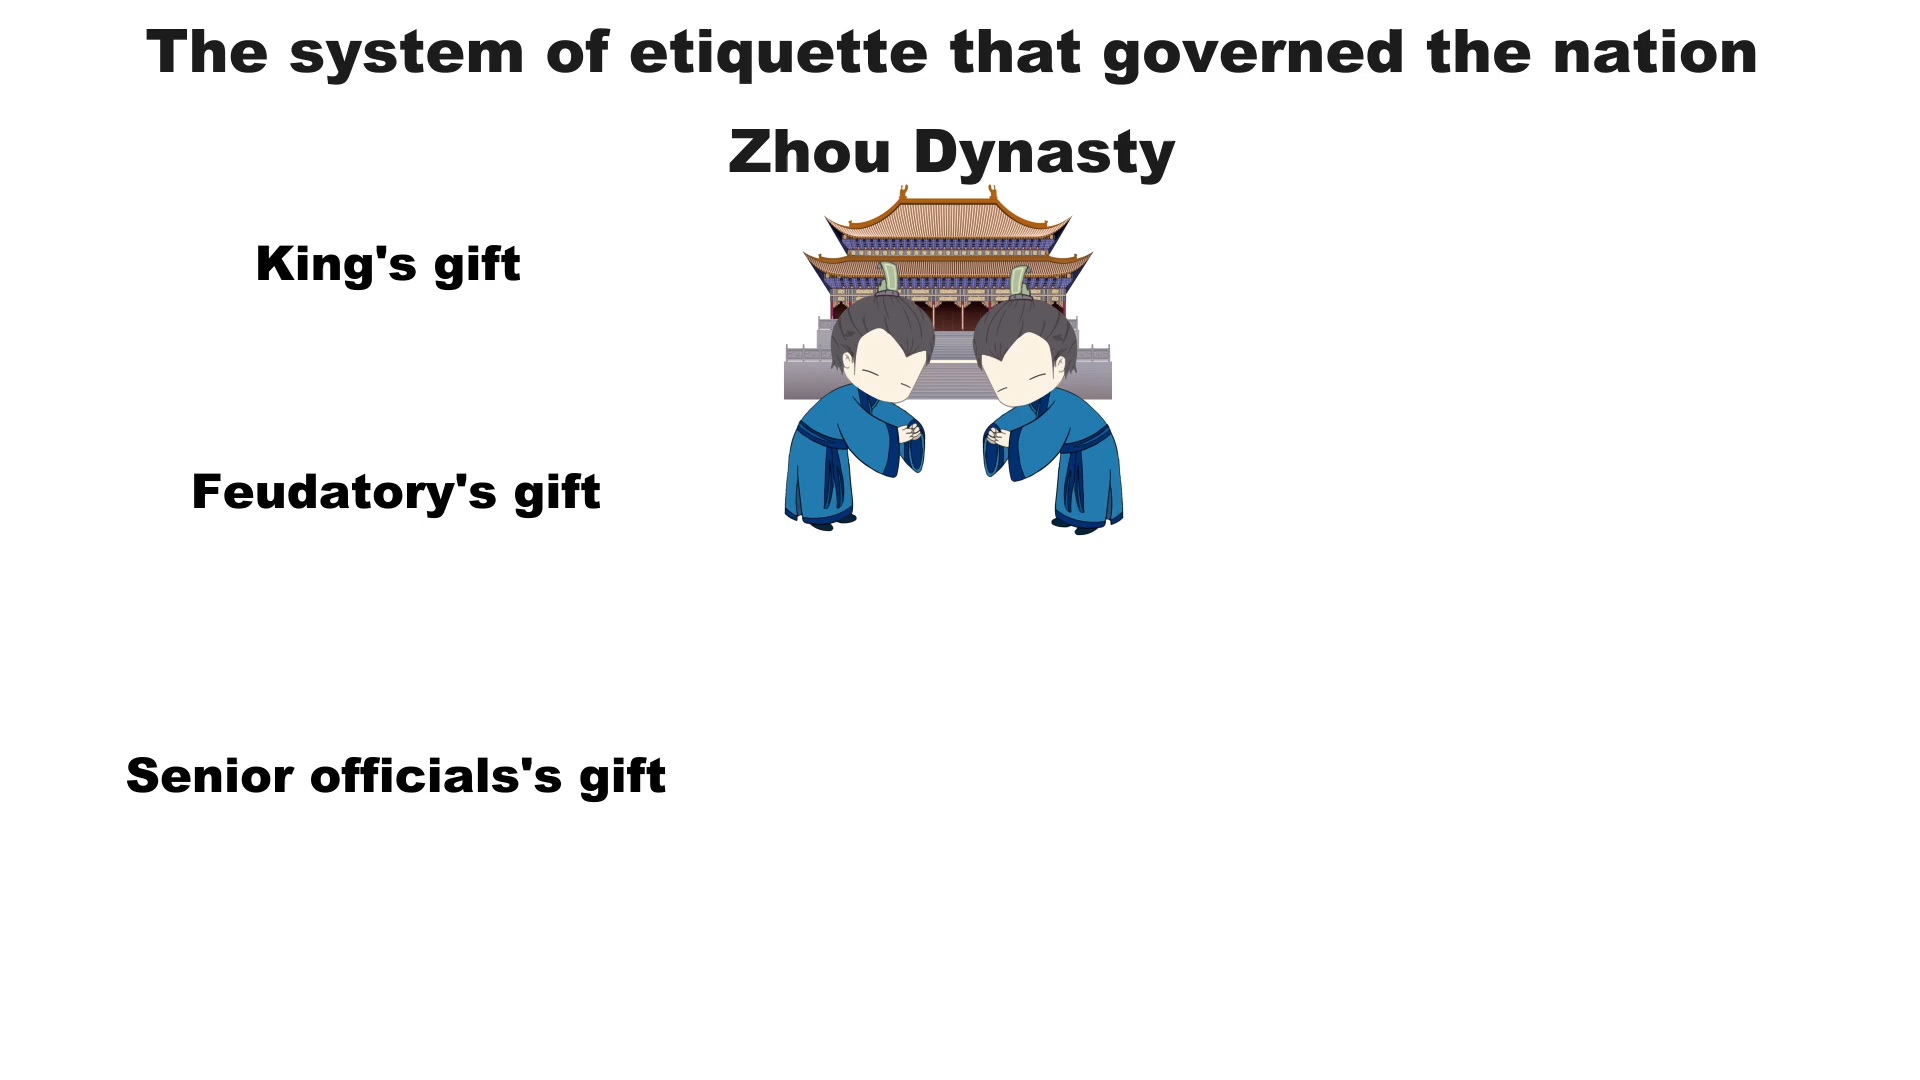 The system of etiquette that governed the nation
Zhou Dynasty
King's gift
Feudatory's gift
Senior officials's gift